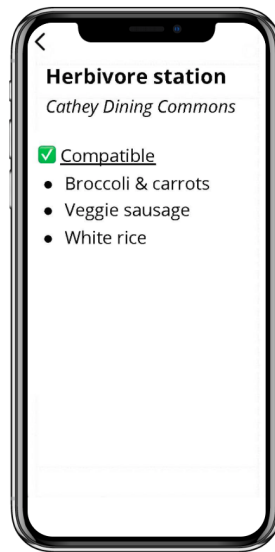 Herbivore station
Cathey Dining Commons
✅ Compatible
• Broccoli & carrots
• Veggie sausage
• White rice